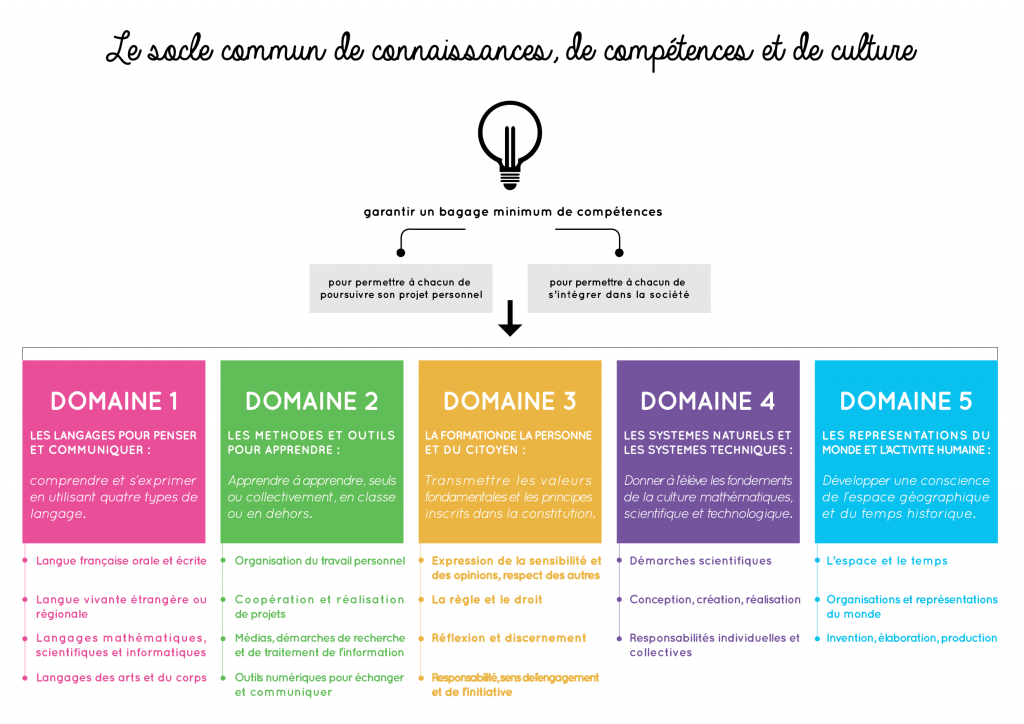 Le socle commun de connaissances, de compétences et de culture
garantir un bagage minimum de compétences
pour permettre à chacun de
poursuivre son projet personnel
pour permettre à chacun de
s'intégrer dans la société
DOMAINE 1
LES LANGAGES POUR PENSER
ET COMMUNIQUER :
comprendre et s'exprimer
en utilisant quatre types de
langage.
Langue française orale et écrite
Langue vivante étrangère ou
régionale
Langages mathématiques,
scientifiques et informatiques
Langages des arts et du corps
DOMAINE 2
LES METHODES ET OUTILS
POUR APPRENDRE :
Apprendre à apprendre, seuls
ou collectivement, en classe
ou en dehors.
Organisation du travail personnel
Coopération et réalisation
de projets
Médias, démarches de recherche
et de traitement de l'information
Outils numériques pour échanger
et communiquer
DOMAINE 3
LA FORMATIONDE LA PERSONNE
ET DU CITOYEN :
Transmettre les valeurs
fondamentales et les principes
inscrits dans la constitution.
Expression de la sensibilité et
des opinions, respect des autres
La règle et le droit
Réflexion et discernement
Responsabilité, sens de l'engagement
et de l'initiative
DOMAINE 4
LES SYSTEMES NATURELS ET
LES SYSTEMES TECHNIQUES :
Donner à l'élève les fondements
de la culture mathématiques,
scientifique et technologique.
Démarches scientifiques
Conception, création, réalisation
Responsabilités individuelles et
collectives
DOMAINE 5
LES REPRESENTATIONS DU
MONDE ET L'ACTIVITE HUMAINE :
Développer une conscience
de l'espace géographique
et du temps historique.
L'espace et le temps
Organisations et représentations
du monde
Invention, élaboration, production